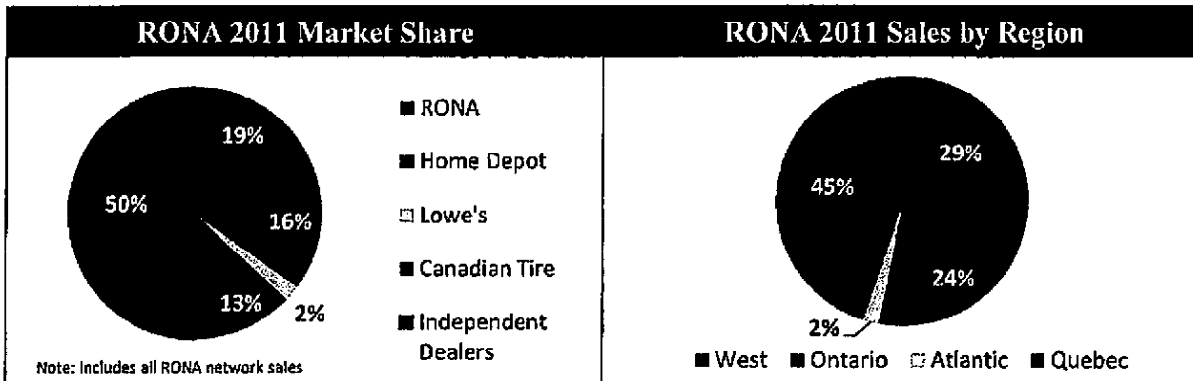 RONA 2011 Market Share
19%
50%
16%
13%
2%
RONA
Home Depot
Lowe's
Canadian Tire
Independent
Dealers
Note: Includes all RONA network sales
RONA 2011 Sales by Region
29%
45%
24%
2%
West Ontario Atlantic Quebec